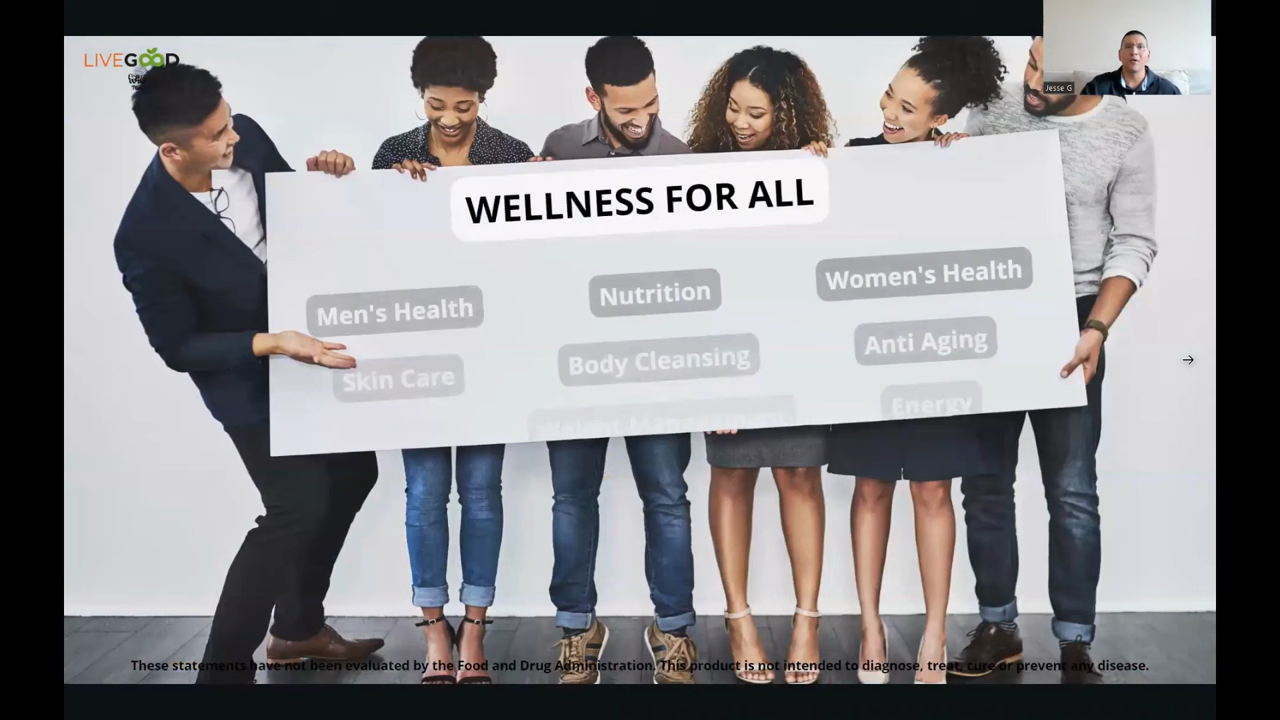 LIVEGOOD
Jesse G
WELLNESS FOR ALL
Men's Health
Nutrition
Women's Health
Skin Care
Body Cleansing
Anti Aging
Weight Management
Energy
These statements have not been evaluated by the Food and Drug Administration. This product is not intended to diagnose, treat, cure or prevent any disease.